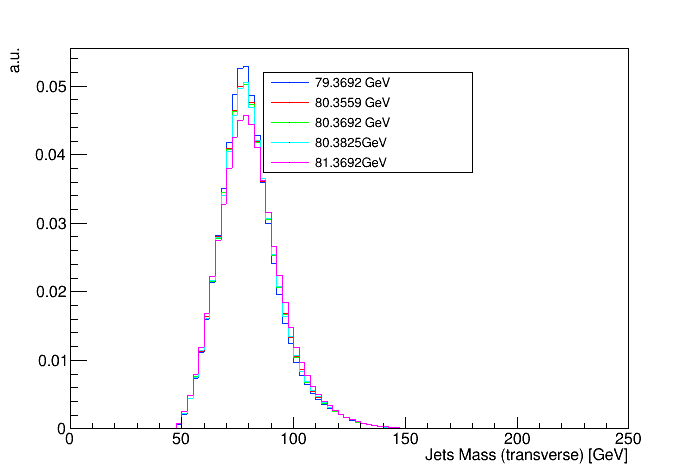 a.u.
0.05
0.04
0.03
0.02
0.01
0
79.3692 GeV
80.3559 GeV
80.3692 GeV
80.3825GeV
81.3692GeV
0 50 100 150 200 250
Jets Mass (transverse) [GeV]